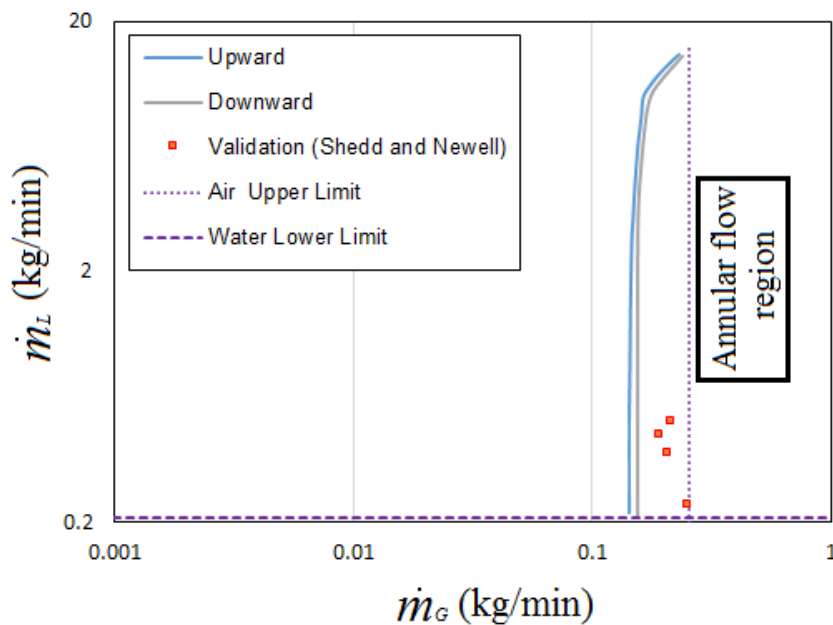 20
2
0.2
ṁL (kg/min)
Upward
Downward
Validation (Shedd and Newell)
Air Upper Limit
Water Lower Limit
Annular flow
region
0.001
0.01
0.1
1
ṁG (kg/min)